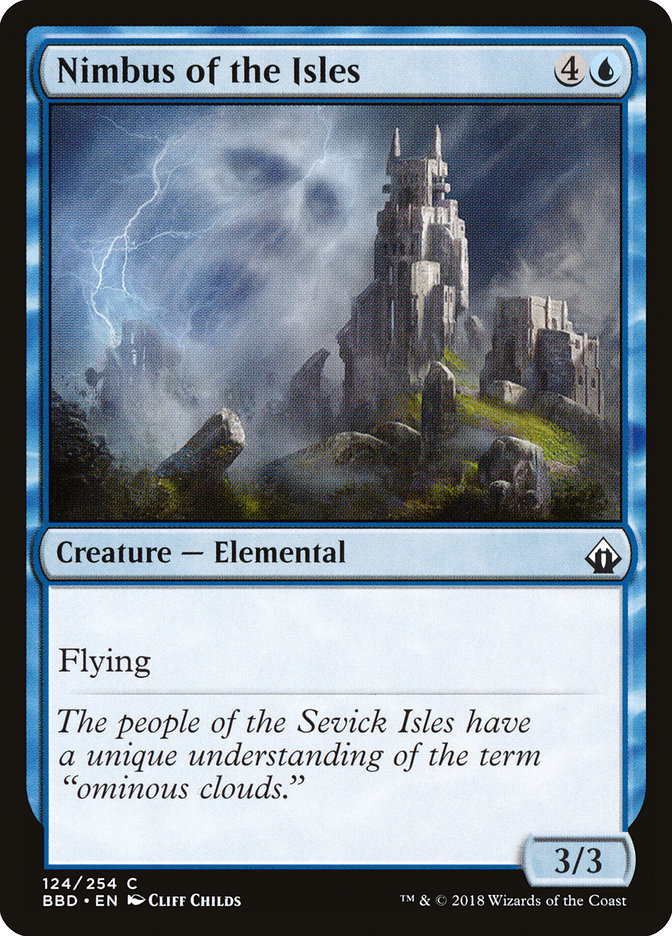 Nimbus of the Isles 4
Creature — Elemental
Flying
The people of the Sevick Isles have
a unique understanding of the term
“ominous clouds.”
3/3
124/254 C
BBD • EN Cliff Childs
™ & © 2018 Wizards of the Coast